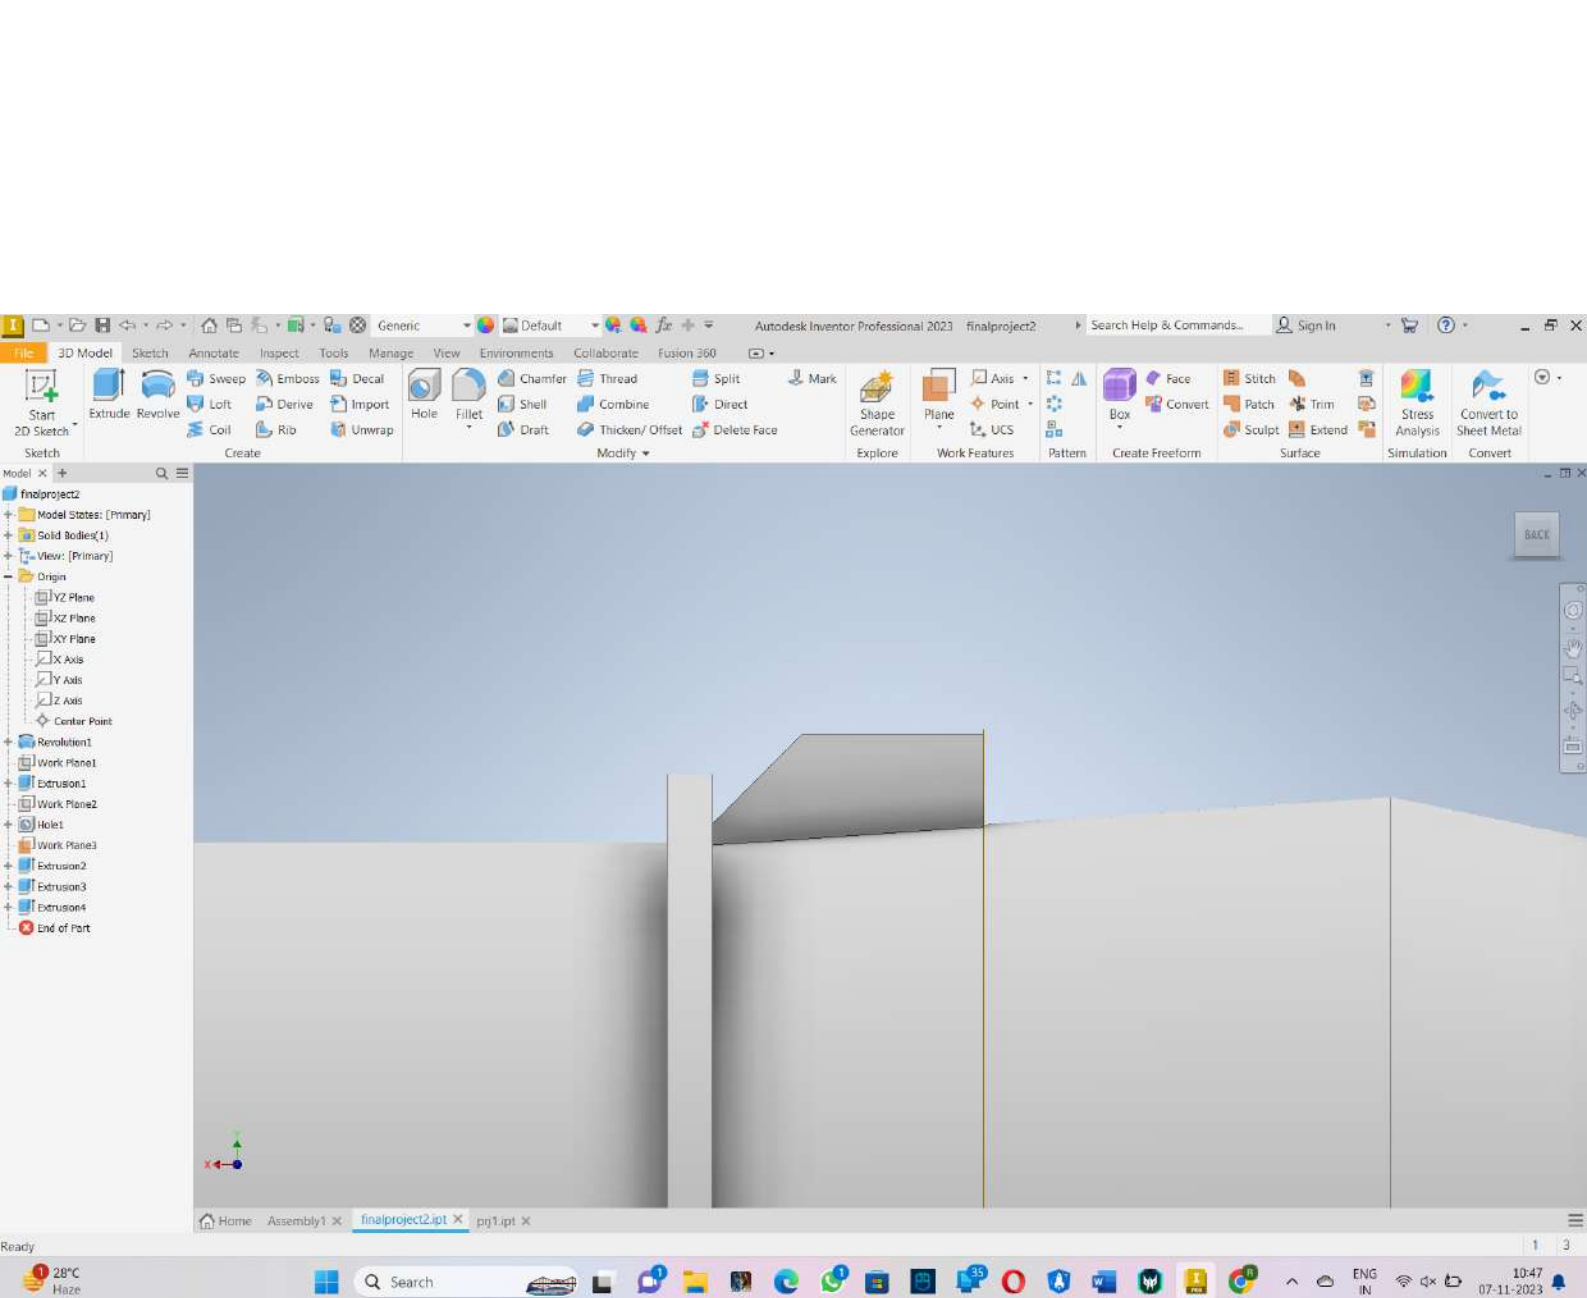 Generic Default Autodesk Inventor Professional 2023 finalproject2 Search Help & Commands... Sign In
File 3D Model Sketch Annotate Inspect Tools Manage View Environments Collaborate Fusion 360
Sweep Emboss Decal Chamfer Thread Split Mark Axis Face Stitch
Start 2D Sketch Extrude Revolve Loft Derive Import Hole Fillet Shell Combine Direct Shape Generator Plane Point Box Convert Patch Trim Stress Analysis Convert to Sheet Metal
Coil Rib Unwrap Draft Thicken/ Offset Delete Face UCS Sculpt Extend
Sketch Create Modify Explore Work Features Pattern Create Freeform Surface Simulation Convert
Model
finalproject2
Model States: [Primary]
Solid Bodies(1)
View: [Primary]
Origin
YZ Plane
XZ Plane
XY Plane
X Axis
Y Axis
Z Axis
Center Point
Revolution1
Work Plane1
Extrusion1
Work Plane2
Hole1
Work Plane3
Extrusion2
Extrusion3
Extrusion4
End of Part
BACK
Y
X
Home Assembly1 finalproject2.ipt prj1.ipt
Ready 1 3
1 28°C Haze
Search 1 1 35 ENG IN 10:47 07-11-2023